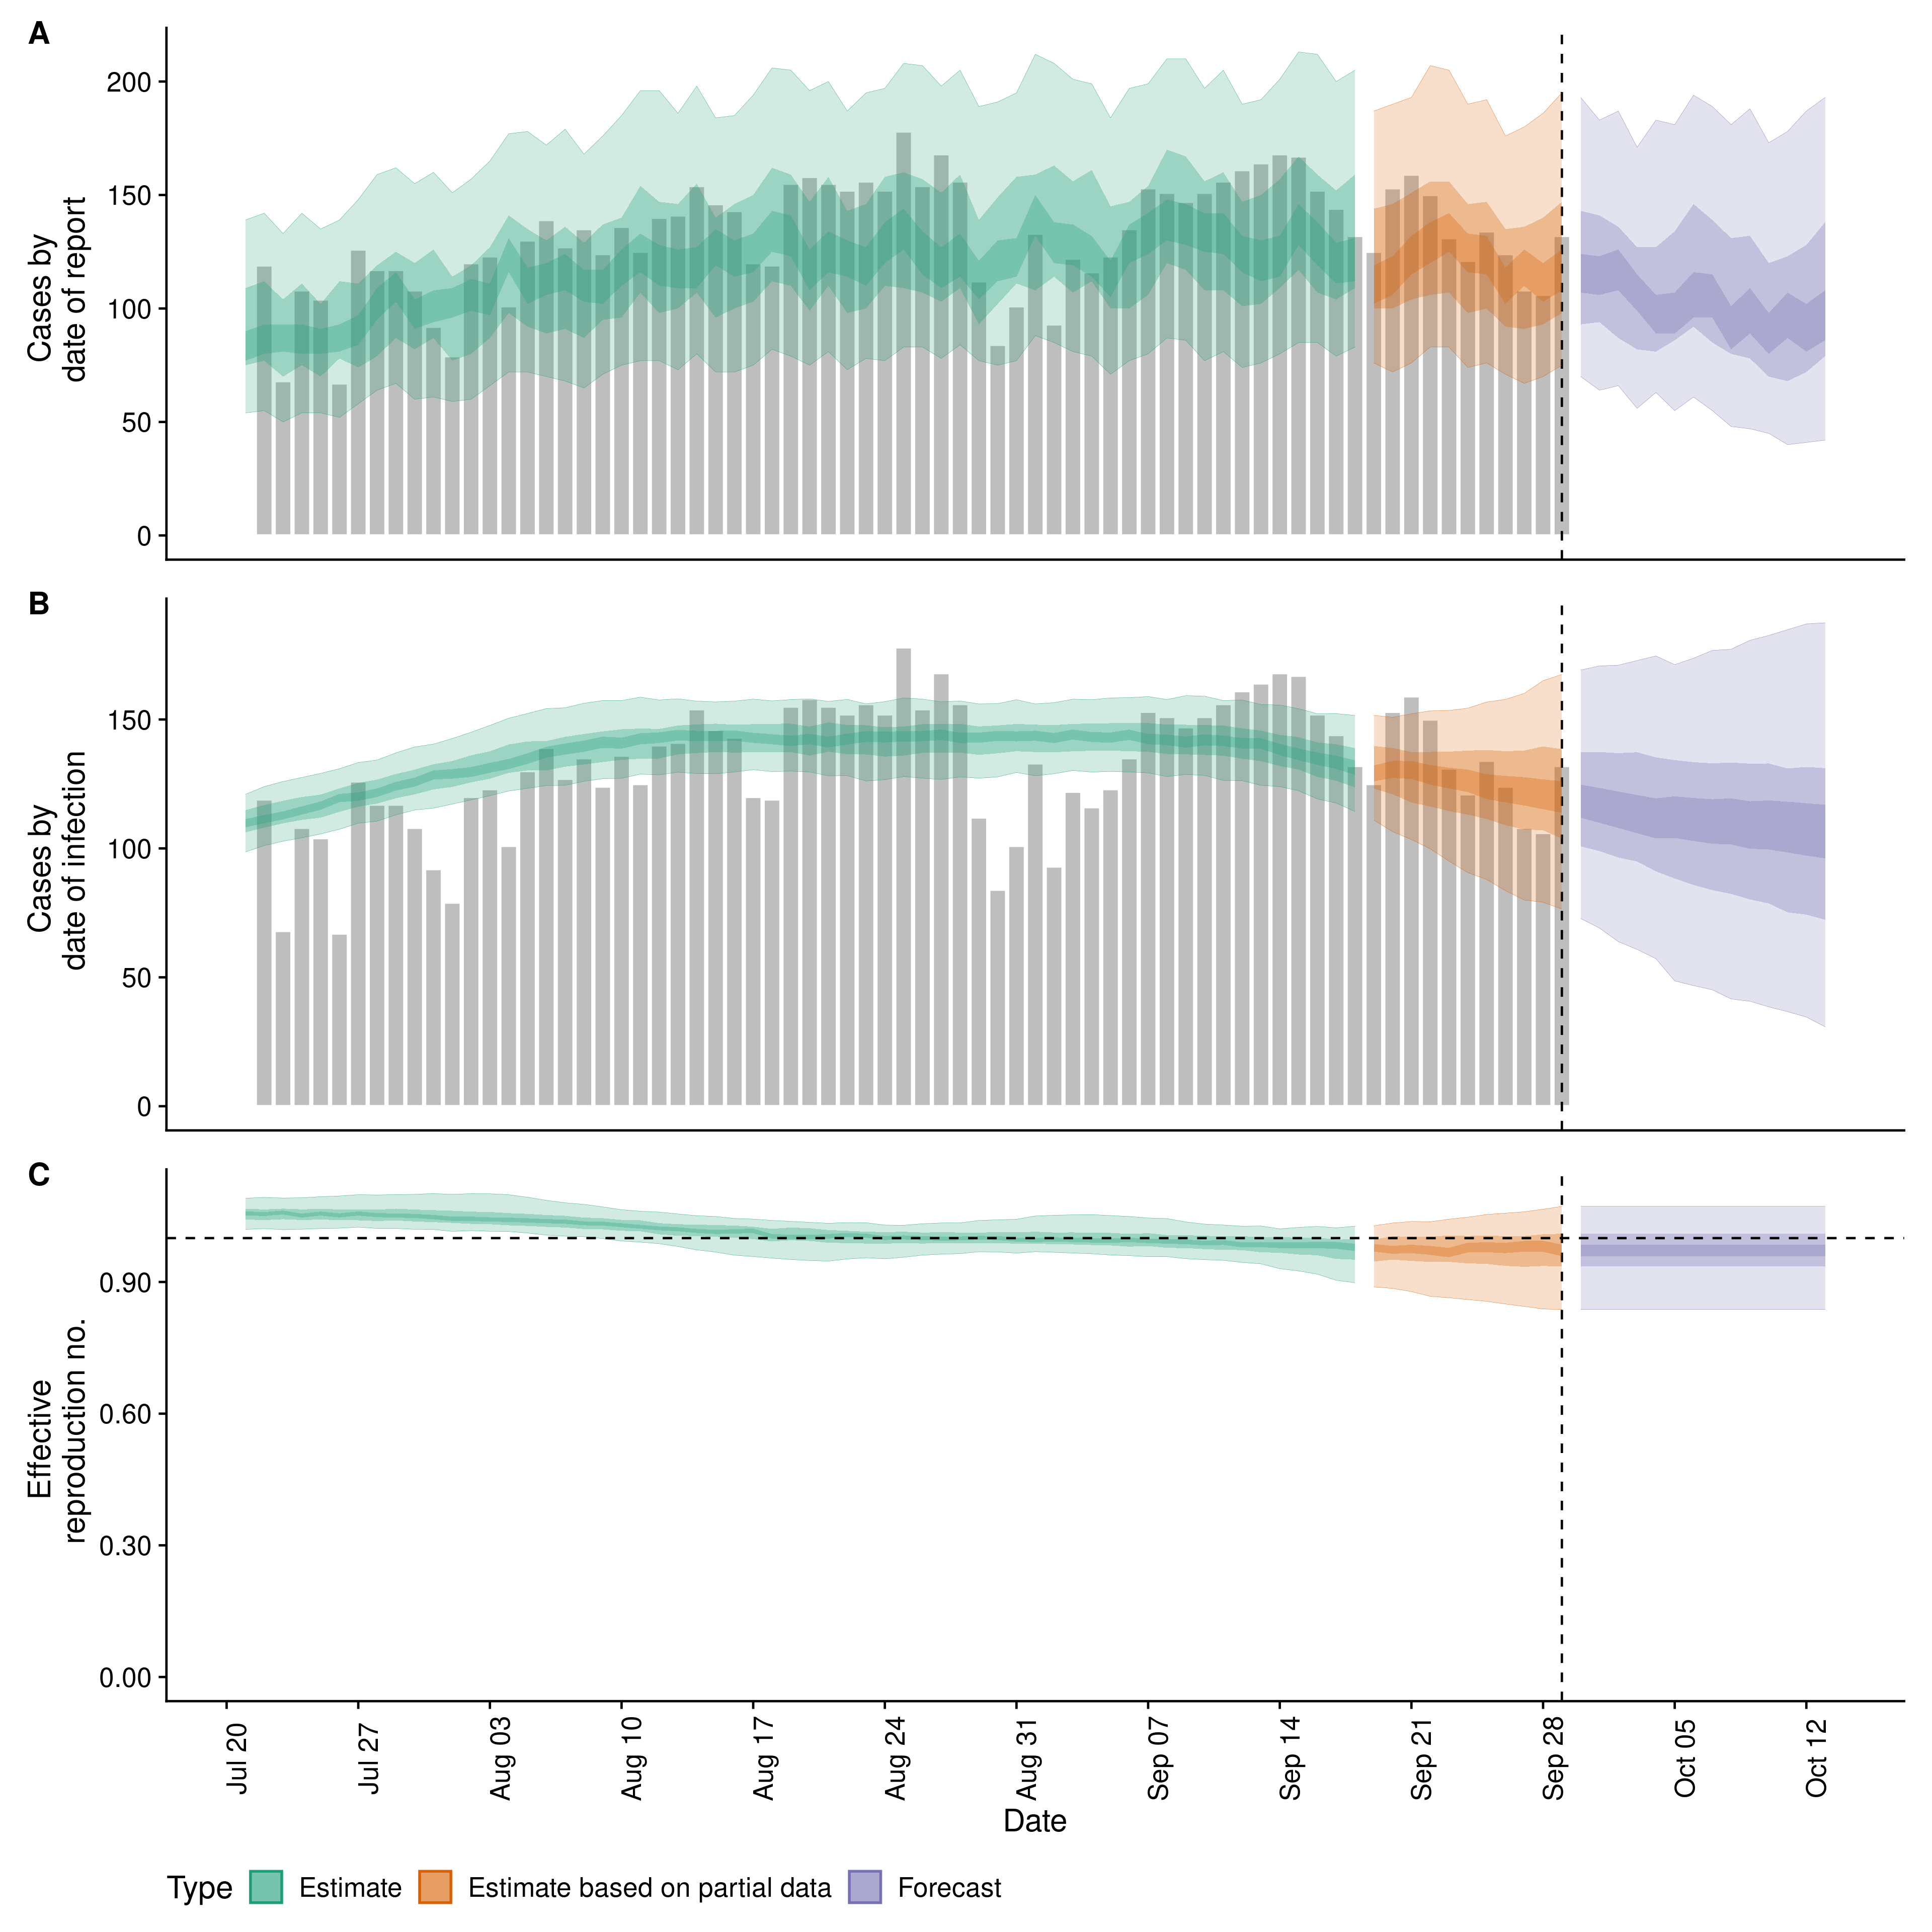 A
Cases by
date of report
200
150
100
50
0
B
Cases by
date of infection
150
100
50
0
C
Effective
reproduction no.
0.90
0.60
0.30
0.00
Jul 20
Jul 27
Aug 03
Aug 10
Aug 17
Aug 24
Aug 31
Sep 07
Sep 14
Sep 21
Sep 28
Oct 05
Oct 12
Date
Type Estimate Estimate based on partial data Forecast